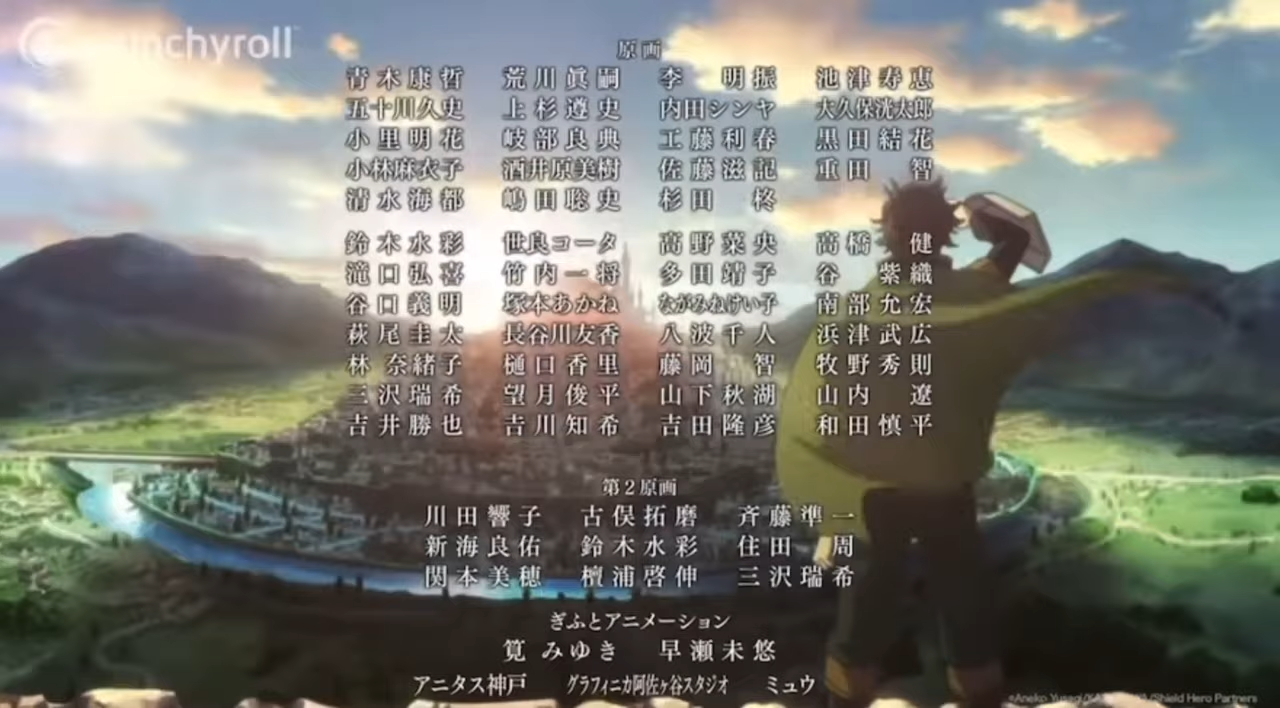 crunchyroll
原画
青木康哲 荒川眞嗣 李 明振 池津寿恵
五十川久史 上杉遵史 内田シンヤ 大久保洸太郎
小里明花 岐部良典 工藤利春 黒田結花
小林麻衣子 酒井原美樹 佐藤滋記 重田 智
清水海都 嶋田聡史 杉田 柊
鈴木水彩 世良コータ 高野菜央 高橋 健
滝口弘喜 竹内一将 多田靖子 谷 紫織
谷口義明 塚本あかね ながみねけい子 南部允宏
萩尾圭太 長谷川友香 八波千人 浜津武広
林 奈緒子 樋口香里 藤岡 智 牧野秀則
三沢瑞希 望月俊平 山下秋湖 山内 遼
吉井勝也 吉川知希 吉田隆彦 和田慎平
第2原画
川田響子 古俣拓磨 斉藤準一
新海良佑 鈴木水彩 住田 周
関本美穂 檀浦啓伸 三沢瑞希
ぎふとアニメーション
筧 みゆき 早瀬未悠
アニタス神戸 グラフィニカ阿佐ヶ谷スタジオ ミュウ
©Aneko Yusagi/ /Shield Hero Partners